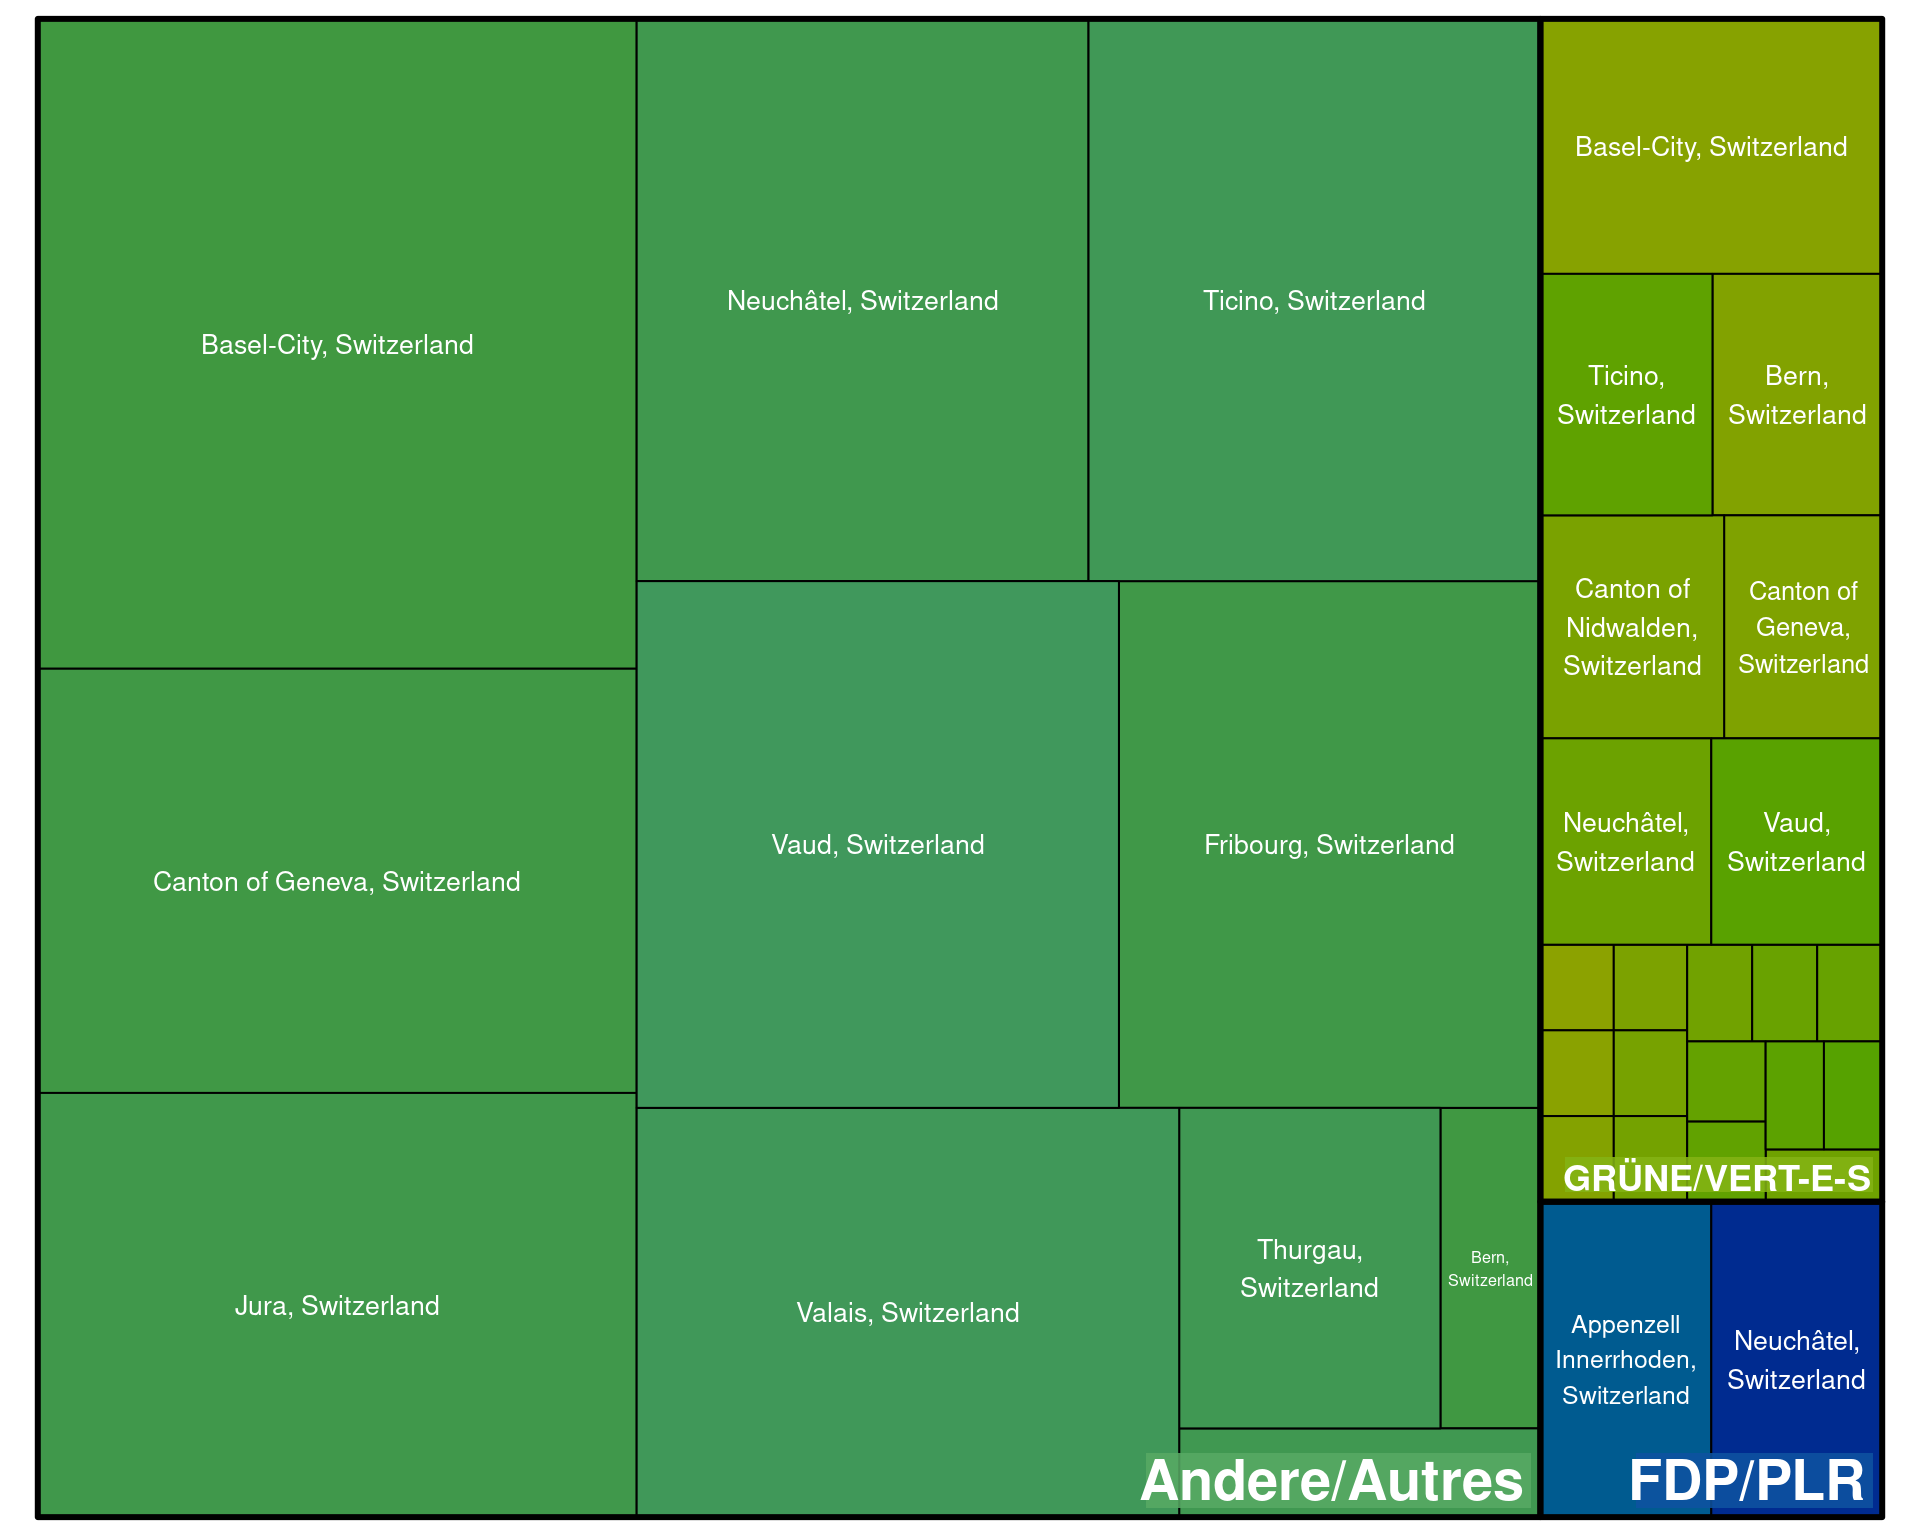 Basel-City, Switzerland
Canton of Geneva, Switzerland
Jura, Switzerland
Neuchâtel, Switzerland
Ticino, Switzerland
Vaud, Switzerland
Fribourg, Switzerland
Valais, Switzerland
Thurgau,
Switzerland
Bern,
Switzerland
Andere/Autres
Basel-City, Switzerland
Ticino,
Switzerland
Bern,
Switzerland
Canton of
Nidwalden,
Switzerland
Canton of
Geneva,
Switzerland
Neuchâtel,
Switzerland
Vaud,
Switzerland
GRÜNE/VERT-E-S
Appenzell
Innerrhoden,
Switzerland
Neuchâtel,
Switzerland
FDP/PLR